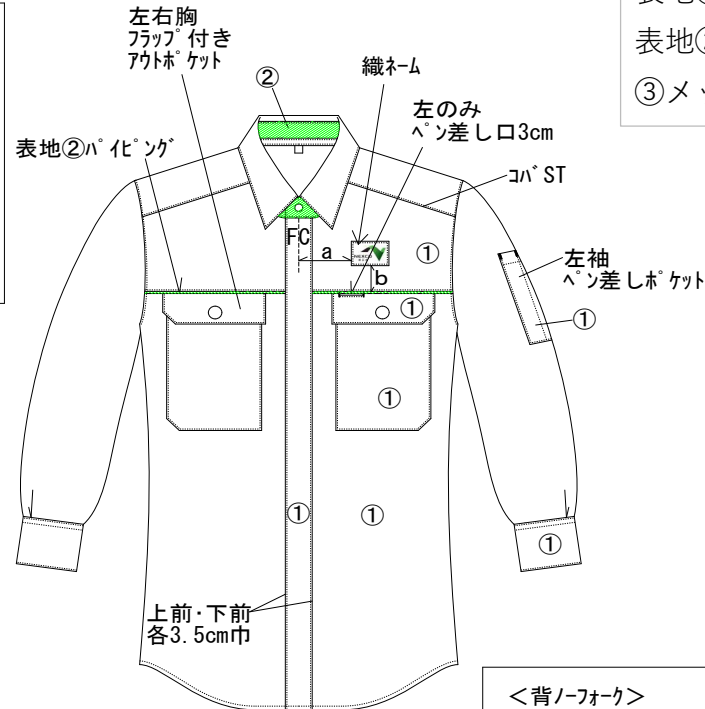 左右胸
ﾌﾗｯﾌﾟ付き
ｱｳﾄﾎﾟｹｯﾄ
②
織ネーム
表地②
③メッ
左のみ
ﾍﾟﾝ差し口3cm
表地②ﾊﾟｲﾋﾟﾝｸﾞ
ｺﾊﾞST
FC
a
b
①
左袖
ﾍﾟﾝ差しﾎﾟｹｯﾄ
①
①
①
①
①
①
上前･下前
各3.5cm巾
＜背ﾉｰﾌｫｰｸ＞